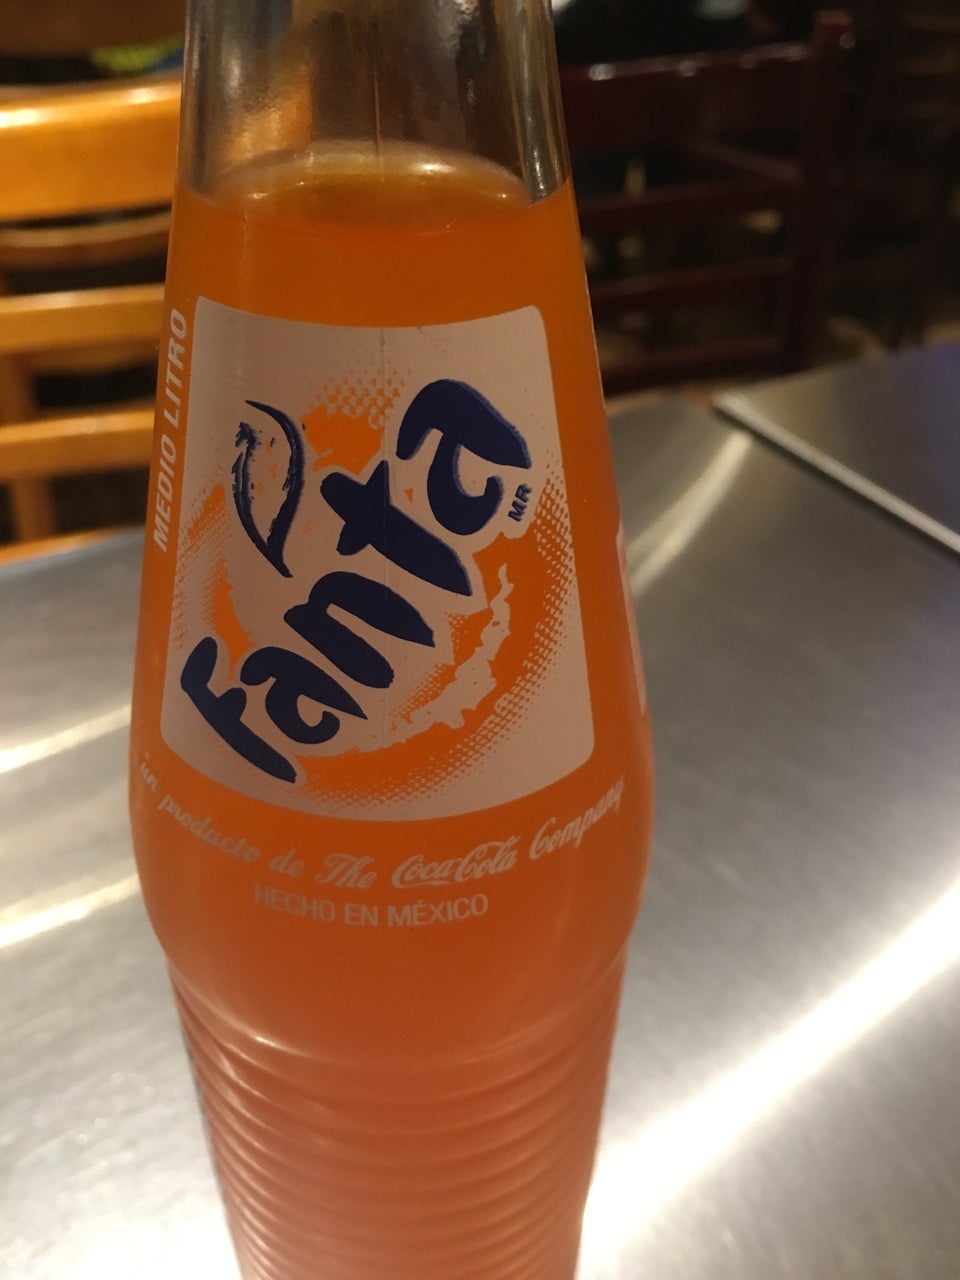 MEDIO LITRO
Fanta
MR
un producto de The Coca-Cola Company
HECHO EN MÉXICO